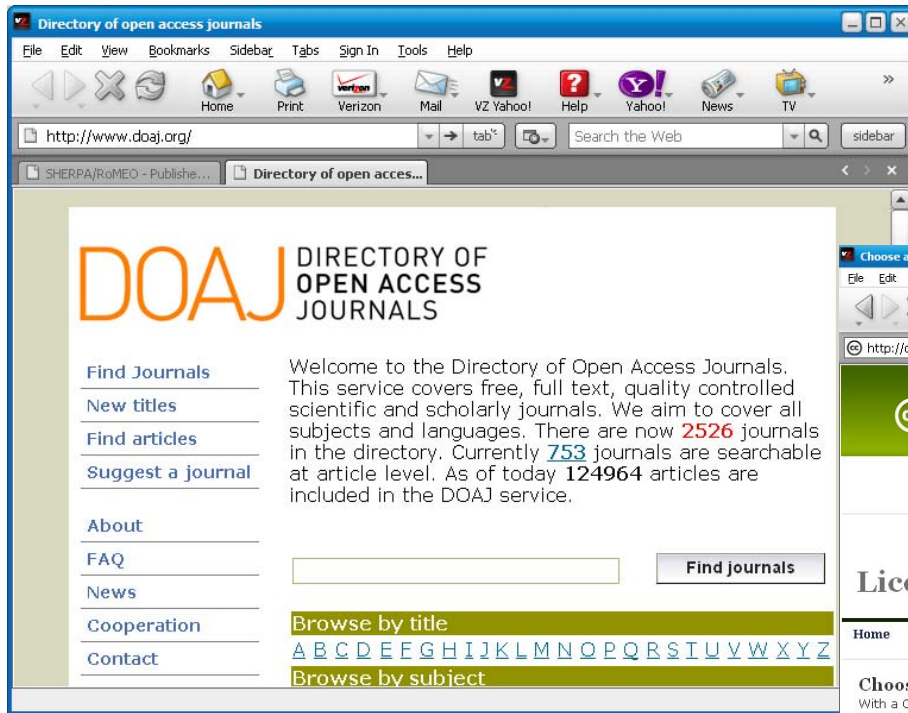 Directory of open access journals
File Edit View Bookmarks Sidebar Tabs Sign In Tools Help
Home Print Verizon Mail VZ Yahoo! Help Yahoo! News TV »
http://www.doaj.org/ tab Search the Web sidebar
SHERPA/RoMEO - Publishe... Directory of open acces...
DOAJ DIRECTORY OF
OPEN ACCESS
JOURNALS
Find Journals
New titles
Find articles
Suggest a journal
About
FAQ
News
Cooperation
Contact
Welcome to the Directory of Open Access Journals.
This service covers free, full text, quality controlled
scientific and scholarly journals. We aim to cover all
subjects and languages. There are now 2526 journals
in the directory. Currently 753 journals are searchable
at article level. As of today 124964 articles are
included in the DOAJ service.
Find journals
Browse by title
A B C D E F G H I J K L M N O P Q R S T U V W X Y Z
Browse by subject
Choose a
File Edit
http://
Home
With a